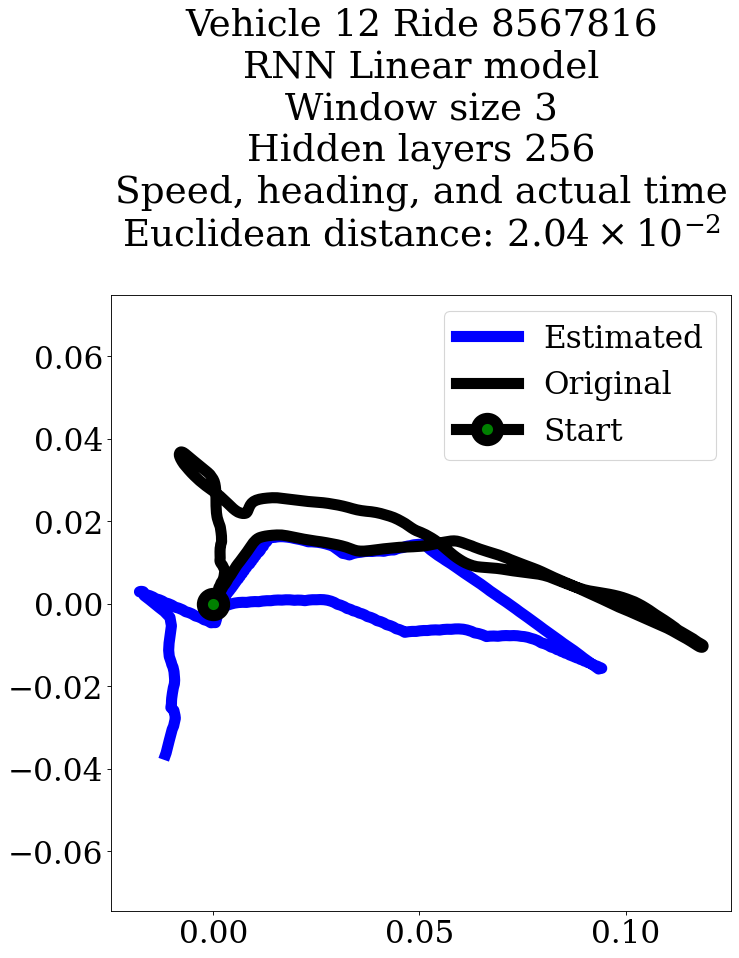 Vehicle 12 Ride 8567816
RNN Linear model
Window size 3
Hidden layers 256
Speed, heading, and actual time
Euclidean distance: 2.04 × 10⁻²
Estimated
Original
Start
0.06
0.04
0.02
0.00
−0.02
−0.04
−0.06
0.00 0.05 0.10